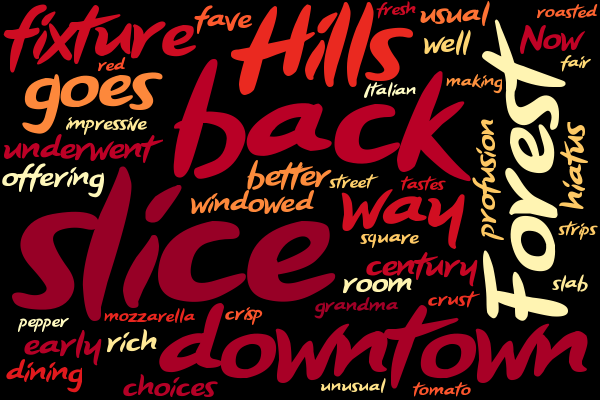 fixture
fave
Hills
fresh
usual
roasted
well
Now
red
fair
goes
Italian
making
impressive
back
Forest
underwent
profusion
hiatus
offering
better
street
tastes
windowed
way
strips
slice
square
century
room
slab
grandma
crust
pepper
mozzarella
crisp
early
rich
downtown
dining
choices
unusual
tomato